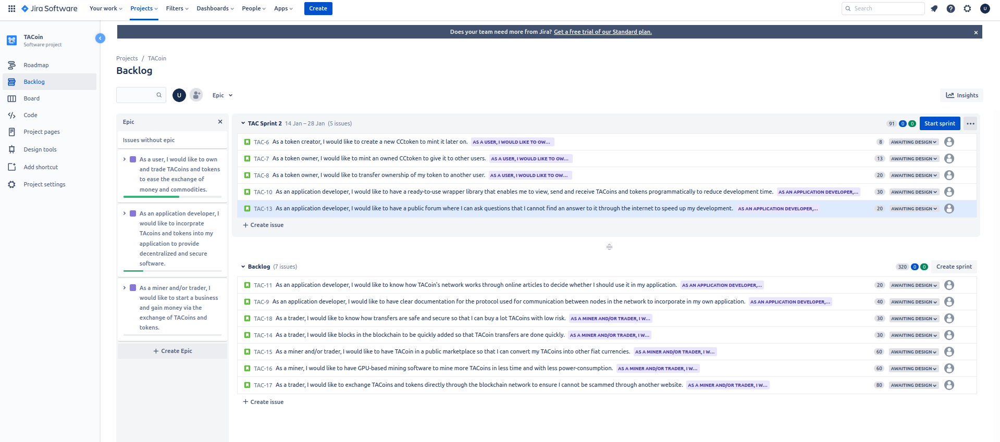 Jira Software
Your work
Projects
Filters
Dashboards
People
Apps
Create
Search
U
TACoin
Software project
Does your team need more from Jira? Get a free trial of our Standard plan.
Roadmap
Backlog
Board
Code
Project pages
Design tools
Add shortcut
Project settings
Projects / TACoin
Backlog
U
Epic
Insights
Epic
Issues without epic
As a user, I would like to own
and trade TACoins and tokens
to ease the exchange of
money and commodities.
As an application developer, I
would like to incorprate
TAcoins and tokens into my
application to provide
decentralized and secure
software.
As a miner and/or trader, I
would like to start a business
and gain money via the
exchange of TACoins and
tokens.
Create Epic
TAC Sprint 2 14 Jan – 28 Jan (5 issues) 91 0 0 Start sprint
TAC-6 As a token creator, I would like to create a new CCtoken to mint it later on. AS A USER, I WOULD LIKE TO OW... 8 AWAITING DESIGN
TAC-7 As a token owner, I would like to mint an owned CCtoken to give it to other users. AS A USER, I WOULD LIKE TO OW... 13 AWAITING DESIGN
TAC-8 As a token owner, I would like to transfer ownership of my token to another user. AS A USER, I WOULD LIKE TO OW... 20 AWAITING DESIGN
TAC-10 As an application developer, I would like to have a ready-to-use wrapper library that enables me to view, send and receive TACoins and tokens programmatically to reduce development time. AS AN APPLICATION DEVELOPER,... 30 AWAITING DESIGN
TAC-13 As an application developer, I would like to have a public forum where I can ask questions that I cannot find an answer to it through the internet to speed up my development. AS AN APPLICATION DEVELOPER,... 20 AWAITING DESIGN
Create issue
Backlog (7 issues) 320 0 0 Create sprint
TAC-11 As an application developer, I would like to know how TACoin's network works through online articles to decide whether I should use it in my application. AS AN APPLICATION DEVELOPER,... 20 AWAITING DESIGN
TAC-9 As an application developer, I would like to have clear documentation for the protocol used for communication between nodes in the network to incorporate in my own application. AS AN APPLICATION DEVELOPER,... 40 AWAITING DESIGN
TAC-18 As a trader, I would like to know how transfers are safe and secure so that I can buy a lot TACoins with low risk. AS A MINER AND/OR TRADER, I W... 30 AWAITING DESIGN
TAC-14 As a trader, I would like blocks in the blockchain to be quickly added so that TACoin transfers are done quickly. AS A MINER AND/OR TRADER, I W... 30 AWAITING DESIGN
TAC-15 As a miner and/or trader, I would like to have TACoin in a public marketplace so that I can convert my TACoins into other fiat currencies. AS A MINER AND/OR TRADER, I W... 60 AWAITING DESIGN
TAC-16 As a miner, I would like to have GPU-based mining software to mine more TACoins in less time and with less power-consumption. AS A MINER AND/OR TRADER, I W... 60 AWAITING DESIGN
TAC-17 As a trader, I would like to exchange TACoins and tokens directly through the blockchain network to ensure I cannot be scammed through another website. AS A MINER AND/OR TRADER, I W... 80 AWAITING DESIGN
Create issue